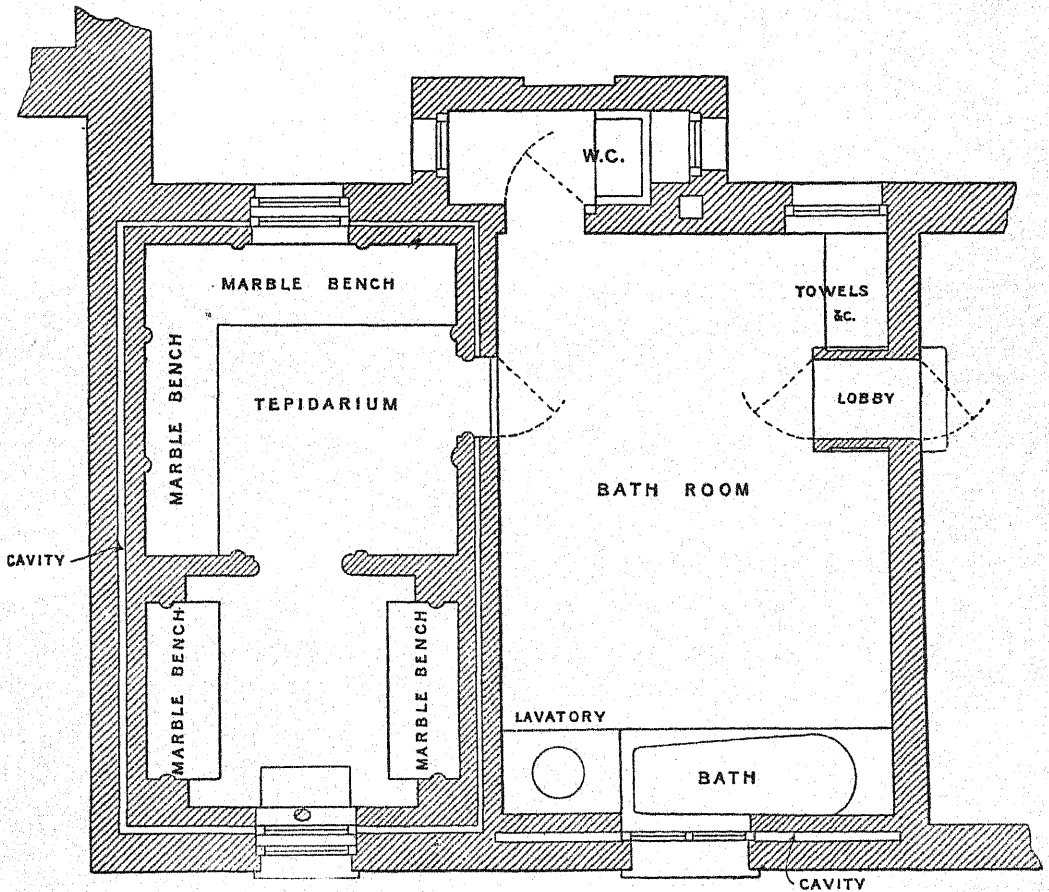 W.C.
MARBLE BENCH
TOWELS
&C.
MARBLE BENCH
TEPIDARIUM
LOBBY
BATH ROOM
CAVITY
MARBLE BENCH
MARBLE BENCH
LAVATORY
BATH
CAVITY